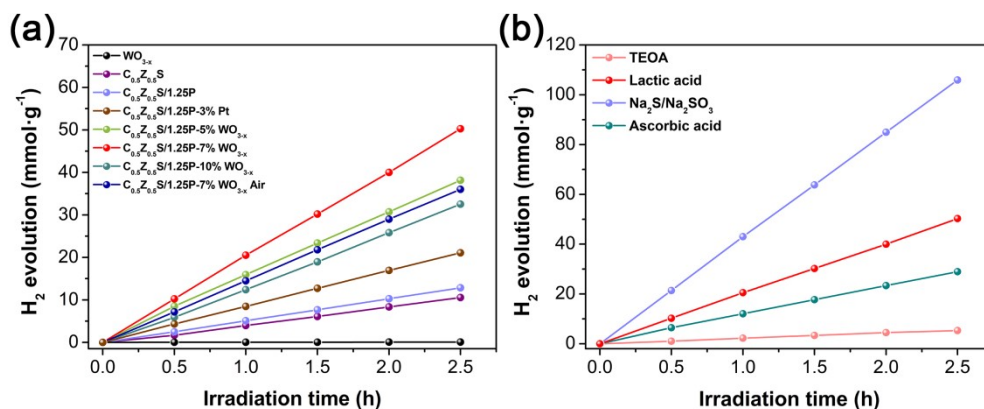 (a)
H₂ evolution (mmol·g⁻¹)
70
60
50
40
30
20
10
0
WO₃₋ₓ
C₀.₅Z₀.₅S
C₀.₅Z₀.₅S/1.25P
C₀.₅Z₀.₅S/1.25P-3% Pt
C₀.₅Z₀.₅S/1.25P-5% WO₃₋ₓ
C₀.₅Z₀.₅S/1.25P-7% WO₃₋ₓ
C₀.₅Z₀.₅S/1.25P-10% WO₃₋ₓ
C₀.₅Z₀.₅S/1.25P-7% WO₃₋ₓ Air
0.0 0.5 1.0 1.5 2.0 2.5
Irradiation time (h)
(b)
H₂ evolution (mmol·g⁻¹)
120
100
80
60
40
20
0
TEOA
Lactic acid
Na₂S/Na₂SO₃
Ascorbic acid
0.0 0.5 1.0 1.5 2.0 2.5
Irradiation time (h)